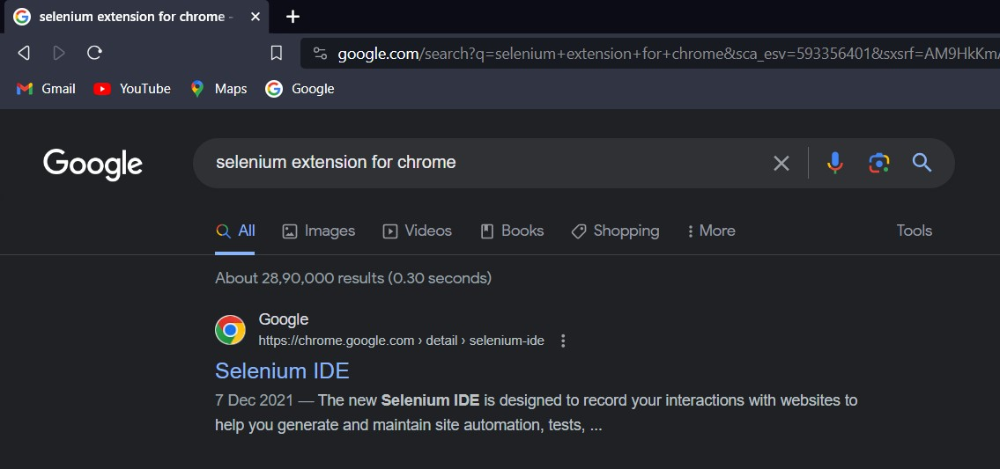 selenium extension for chrome -
google.com/search?q=selenium+extension+for+chrome&sca_esv=593356401&sxsrf=AM9HkKm
Gmail YouTube Maps Google
Google selenium extension for chrome
All Images Videos Books Shopping More Tools
About 28,90,000 results (0.30 seconds)
Google
https://chrome.google.com › detail › selenium-ide
Selenium IDE
7 Dec 2021 — The new Selenium IDE is designed to record your interactions with websites to
help you generate and maintain site automation, tests, ...